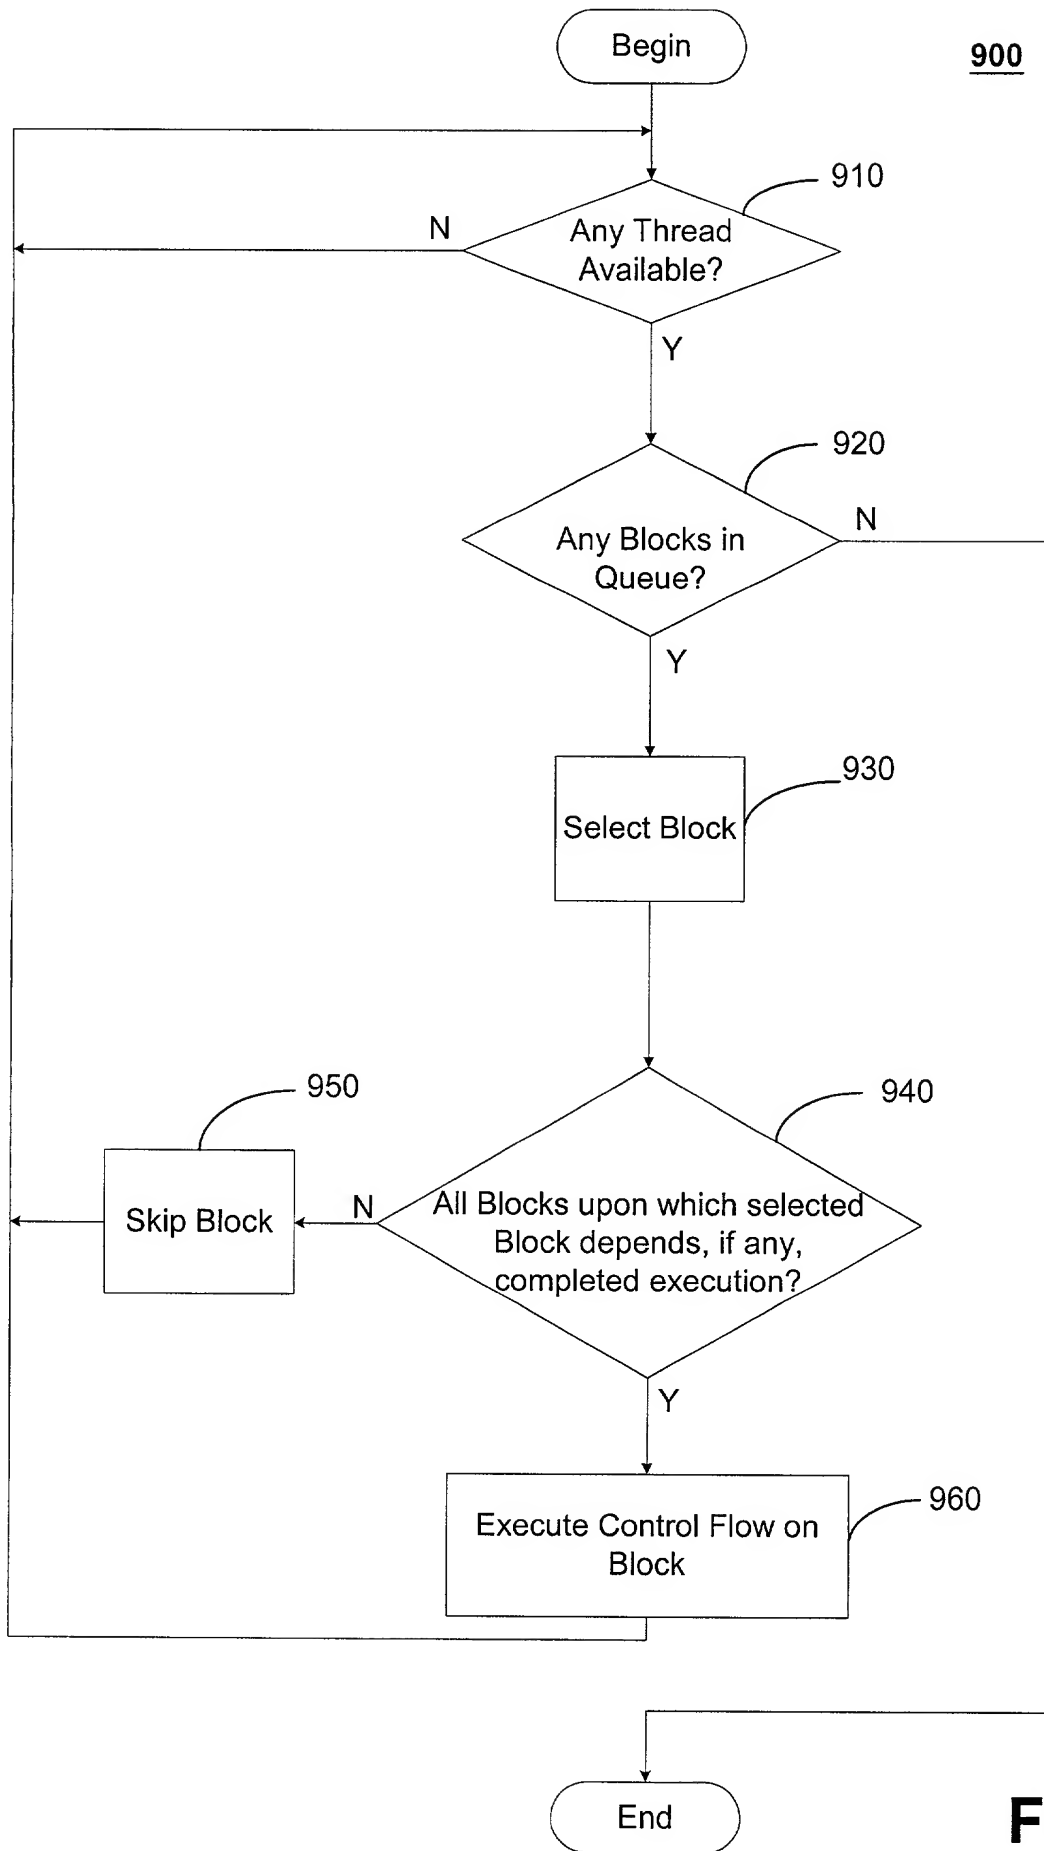 Begin
900
910
N
Any Thread
Available?
Y
920
Any Blocks in
Queue?
N
Y
930
Select Block
950
940
Skip Block
N
All Blocks upon which selected
Block depends, if any,
completed execution?
Y
960
Execute Control Flow on
Block
End
F